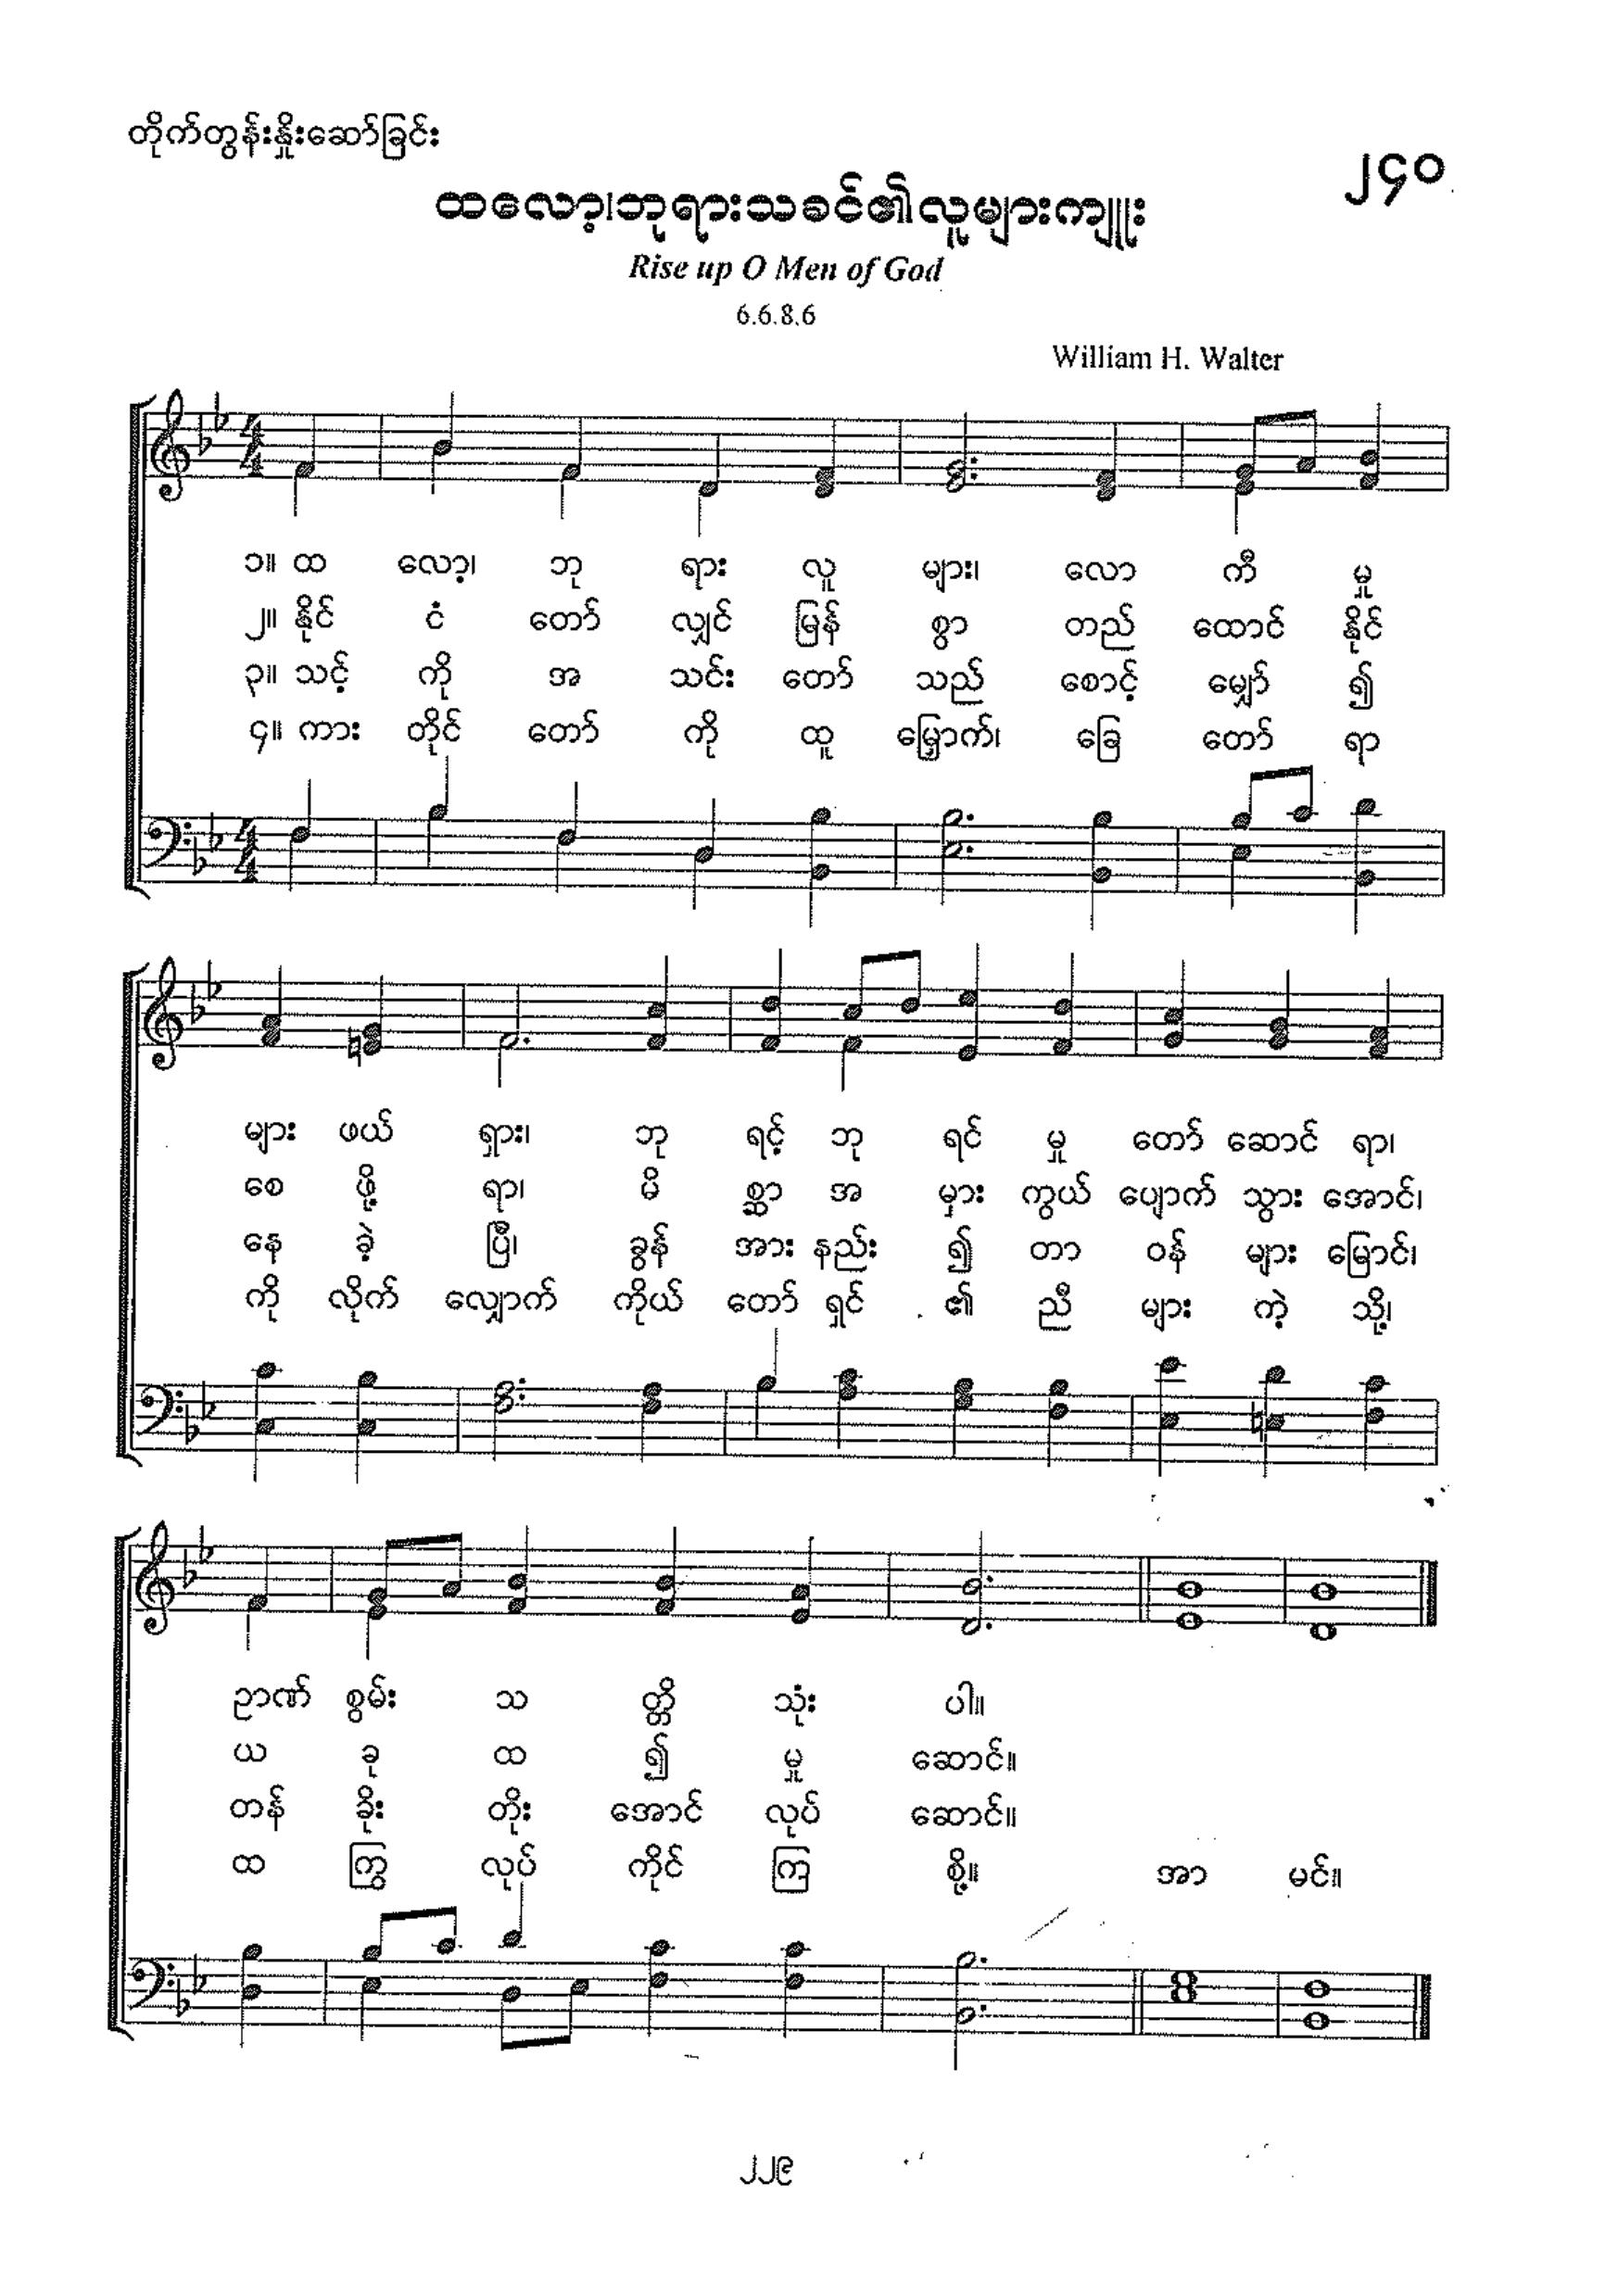 တိုက်တွန်းနှိုးဆော်ခြင်း
၂၄၀
ထလော့၊ဘုရားသခင်၏လူများကျူး
Rise up O Men of God
6.6.8.6
William H. Walter
၁။ ထ လော့၊ ဘု ရား လူ များ၊ လော ကီ မှု
၂။ နိုင် ငံ တော် လျှင် မြန် စွာ တည် ထောင် နိုင်
၃။ သင့် ကို အ သင်း တော် သည် စောင့် မျှော် ၍
၄။ ကား တိုင် တော် ကို ထူ မြှောက်၊ ခြေ တော် ရာ
များ ဖယ် ရှား၊ ဘု ရင့် ဘု ရင် မှု တော် ဆောင် ရာ၊
စေ ဖို့ ရာ၊ မိ စ္ဆာ အ မှား ကွယ် ပျောက် သွား အောင်၊
နေ ခဲ့ ပြီ၊ ခွန် အား နည်း ၍ တာ ဝန် များ မြောင်၊
ကို လိုက် လျှောက် ကိုယ် တော် ရှင် ၏ ညီ များ ကဲ့ သို့၊
ဉာဏ် စွမ်း သ တ္တိ သုံး ပါ။
ယ ခု ထ ၍ မှု ဆောင်။
တန် ခိုး တိုး အောင် လုပ် ဆောင်။
ထ ကြွ လုပ် ကိုင် ကြ စို့။ အာ မင်။
၂၂၉